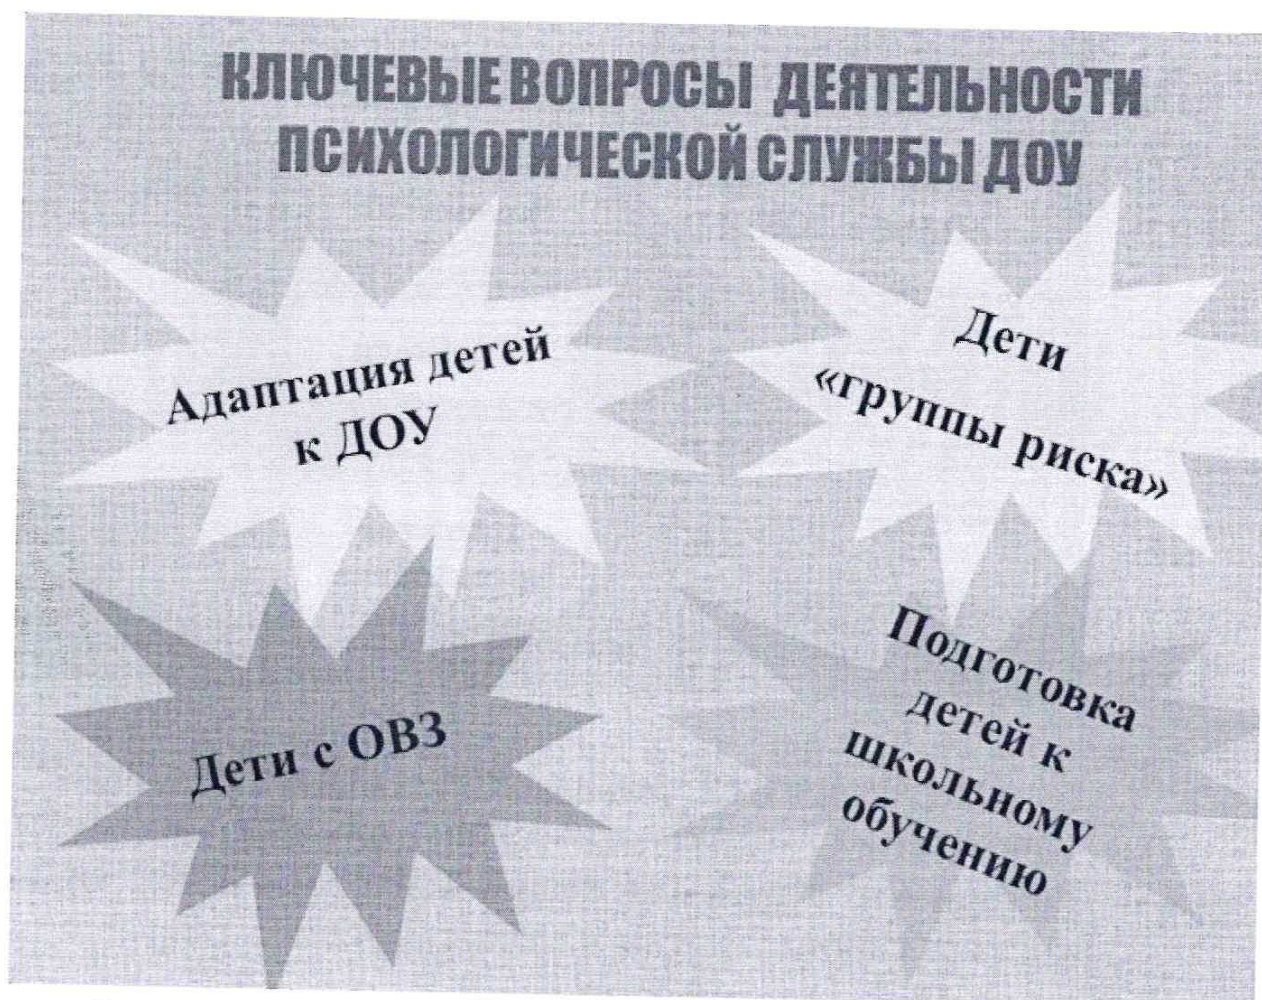 КЛЮЧЕВЫЕ ВОПРОСЫ ДЕЯТЕЛЬНОСТИ
ПСИХОЛОГИЧЕСКОЙ СЛУЖБЫ ДОУ
Адаптация детей
к ДОУ
Дети
«группы риска»
Дети с ОВЗ
Подготовка
детей к
школьному
обучению